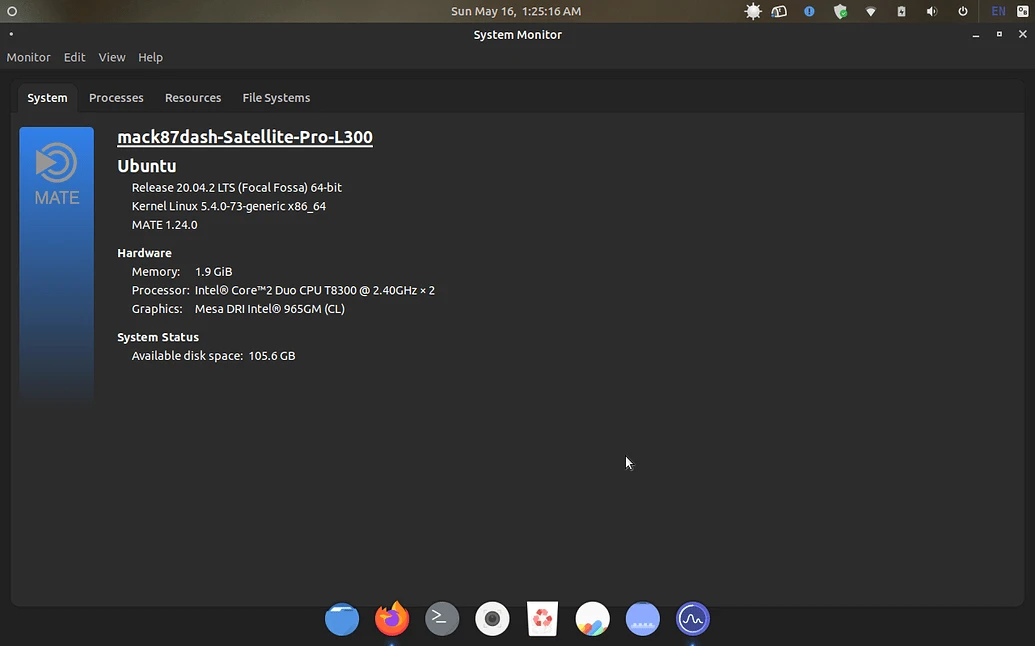 Sun May 16, 1:25:16 AM
EN
System Monitor
Monitor Edit View Help
System Processes Resources File Systems
MATE
mack87dash-Satellite-Pro-L300
Ubuntu
Release 20.04.2 LTS (Focal Fossa) 64-bit
Kernel Linux 5.4.0-73-generic x86_64
MATE 1.24.0
Hardware
Memory: 1.9 GiB
Processor: Intel® Core™2 Duo CPU T8300 @ 2.40GHz × 2
Graphics: Mesa DRI Intel® 965GM (CL)
System Status
Available disk space: 105.6 GB